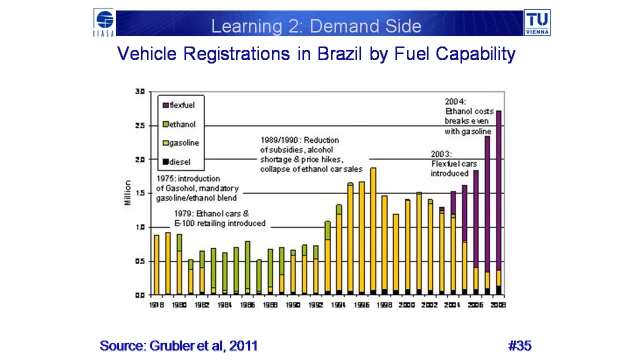 IIASA
Learning 2: Demand Side
TU
VIENNA
Vehicle Registrations in Brazil by Fuel Capability
3.0
2.5
2.0
1.5
1.0
0.5
0.0
Million
flexfuel
ethanol
gasoline
diesel
1975: introduction
of Gasohol, mandatory
gasoline/ethanol blend
1979: Ethanol cars &
E-100 retailing introduced
1989/1990: Reduction
of subsidies, alcohol
shortage & price hikes,
collapse of ethanol car sales
2004:
Ethanol costs
breaks even
with gasoline
2003:
Flexfuel cars
introduced
1976 1978 1980 1982 1984 1986 1988 1990 1992 1994 1996 1998 2000 2002 2004 2006 2008
Source: Grubler et al, 2011
#35